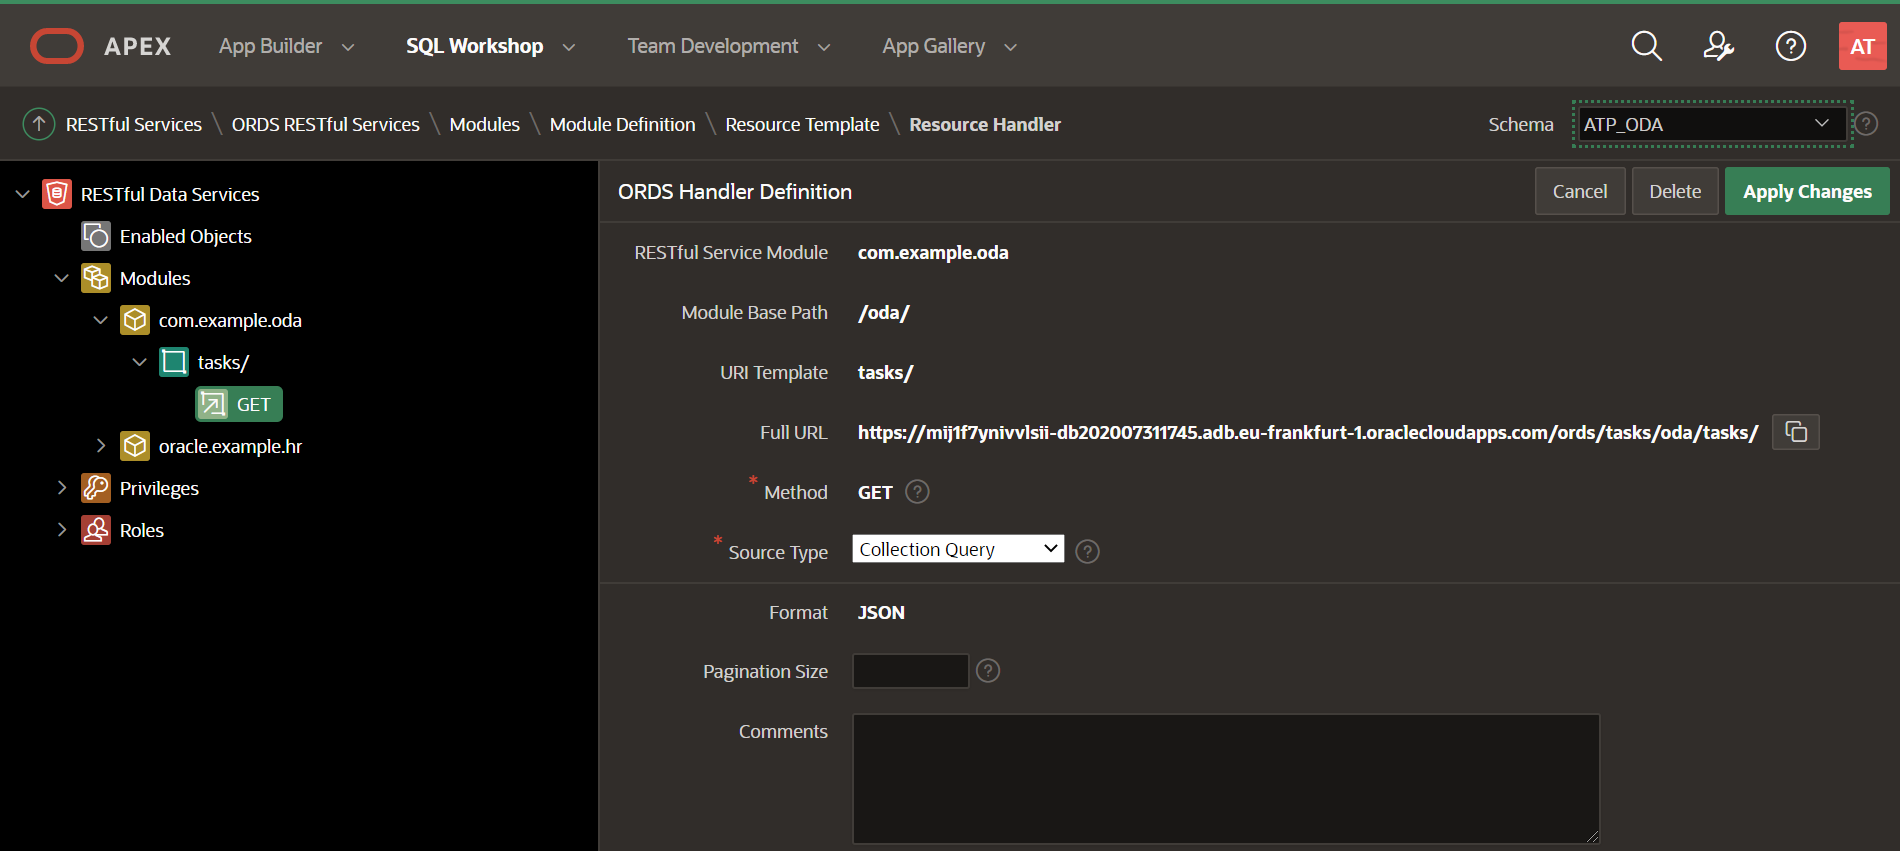 APEX App Builder SQL Workshop Team Development App Gallery AT
RESTful Services \ ORDS RESTful Services \ Modules \ Module Definition \ Resource Template \ Resource Handler Schema ATP_ODA
RESTful Data Services
Enabled Objects
Modules
com.example.oda
tasks/
GET
oracle.example.hr
Privileges
Roles
ORDS Handler Definition Cancel Delete Apply Changes
RESTful Service Module com.example.oda
Module Base Path /oda/
URI Template tasks/
Full URL https://mij1f7ynivvlsii-db202007311745.adb.eu-frankfurt-1.oraclecloudapps.com/ords/tasks/oda/tasks/
* Method GET
* Source Type Collection Query
Format JSON
Pagination Size
Comments